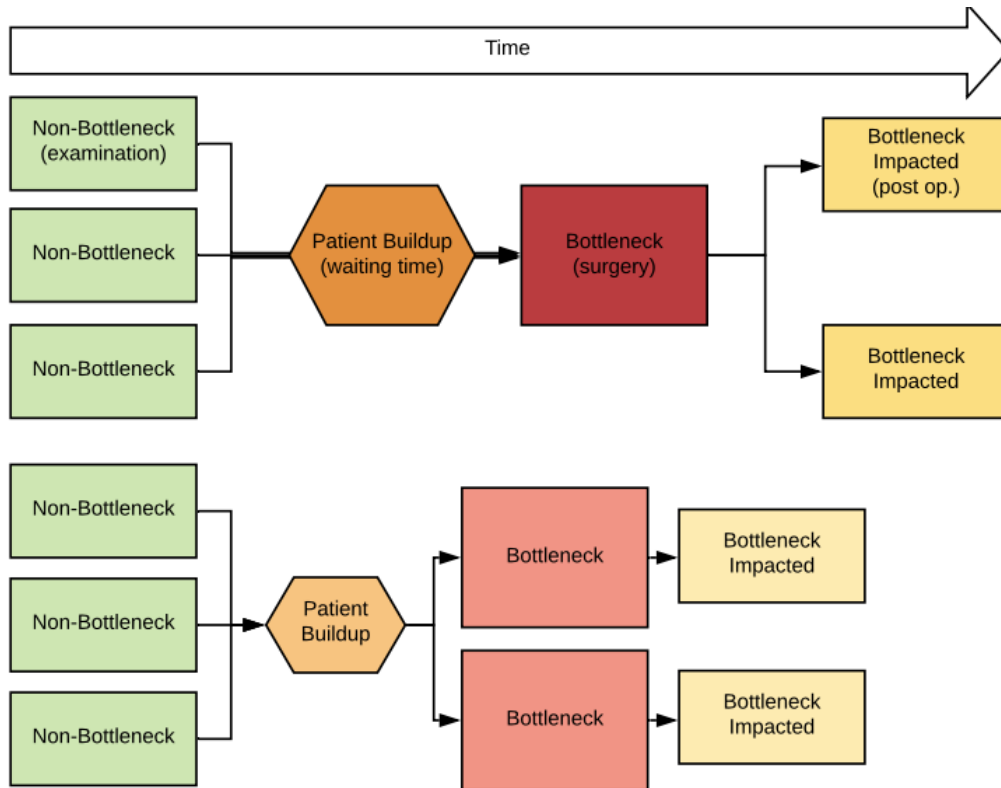 Time
Non-Bottleneck
(examination)
Non-Bottleneck
Non-Bottleneck
Patient Buildup
(waiting time)
Bottleneck
(surgery)
Bottleneck
Impacted
(post op.)
Bottleneck
Impacted
Non-Bottleneck
Non-Bottleneck
Non-Bottleneck
Patient
Buildup
Bottleneck
Bottleneck
Impacted
Bottleneck
Bottleneck
Impacted